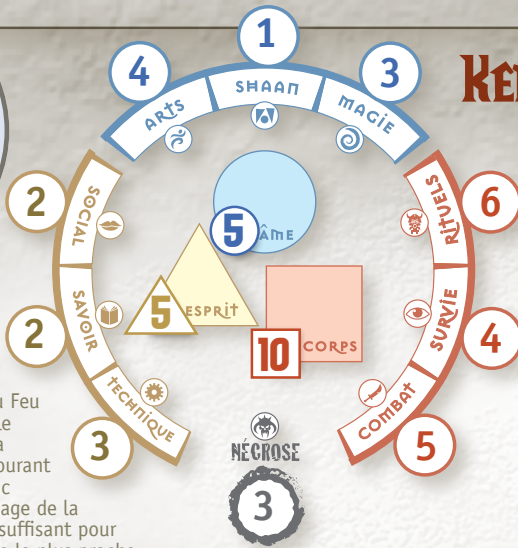 1
4
3
KE
ARTS
SHAAN
MAGIE
2
SOCIAL
RITUELS
6
5 ÂME
2
SAVOIR
5 ESPRIT
10 CORPS
SURVIE
4
3
TECHNIQUE
COMBAT
5
NÉCROSE
3
u Feu
le
a
ourant
c
age de la
suffisant pour